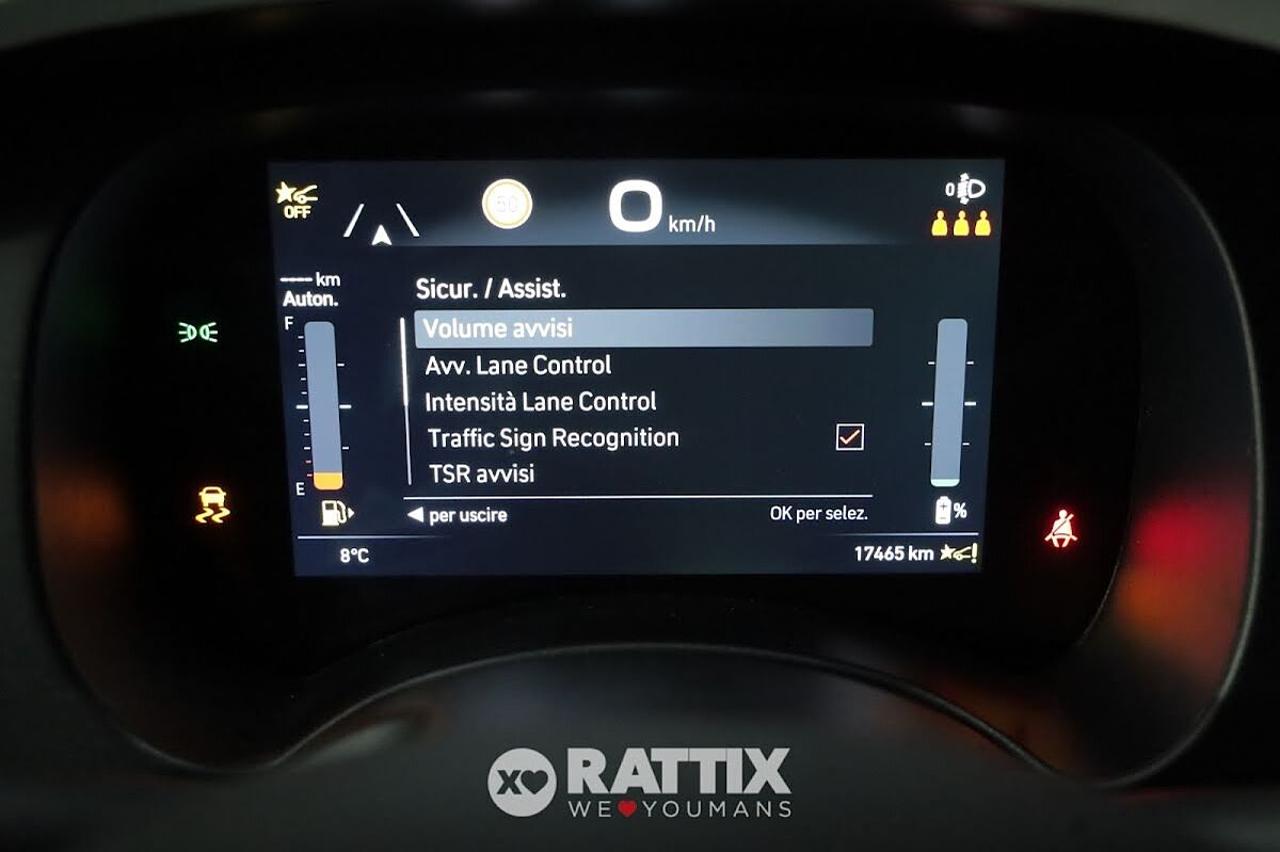 OFF
50
0 km/h
0
---- km
Auton.
F
E
Sicur. / Assist.
Volume avvisi
Avv. Lane Control
Intensità Lane Control
Traffic Sign Recognition
TSR avvisi
◀ per uscire
OK per selez.
%
8°C
17465 km
XO
RATTIX
WE❤YOUMANS